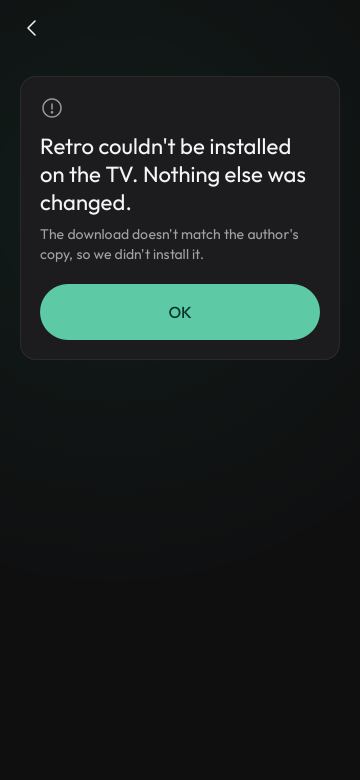 Retro couldn't be installed
on the TV. Nothing else was
changed.
The download doesn't match the author's
copy, so we didn't install it.
OK